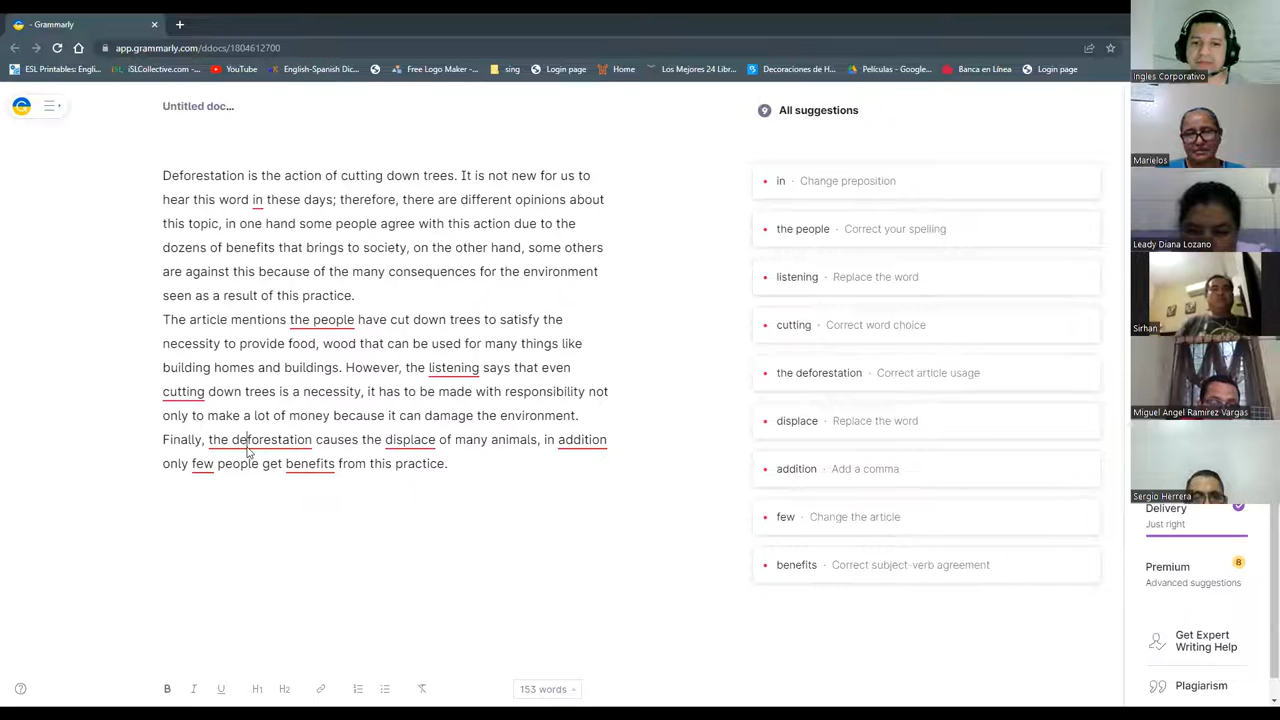 - Grammarly
app.grammarly.com/ddocs/1804612700
ESL Printables: Engli...
iSLCollective.com -...
YouTube
English-Spanish Dic...
Free Logo Maker -...
sing
Login page
Home
Los Mejores 24 Libr...
Decoraciones de H...
Películas - Google...
Banca en Línea
Login page
Untitled doc...
Deforestation is the action of cutting down trees. It is not new for us to
hear this word in these days; therefore, there are different opinions about
this topic, in one hand some people agree with this action due to the
dozens of benefits that brings to society, on the other hand, some others
are against this because of the many consequences for the environment
seen as a result of this practice.
The article mentions the people have cut down trees to satisfy the
necessity to provide food, wood that can be used for many things like
building homes and buildings. However, the listening says that even
cutting down trees is a necessity, it has to be made with responsibility not
only to make a lot of money because it can damage the environment.
Finally, the deforestation causes the displace of many animals, in addition
only few people get benefits from this practice.
B I U H1 H2
153 words
9 All suggestions
in · Change preposition
the people · Correct your spelling
listening · Replace the word
cutting · Correct word choice
the deforestation · Correct article usage
displace · Replace the word
addition · Add a comma
few · Change the article
benefits · Correct subject-verb agreement
Ingles Corporativo
Marielos
Leady Diana Lozano
Sirhan
Miguel Angel Ramirez Vargas
Sergio Herrera
Delivery
Just right
Premium 8
Advanced suggestions
Get Expert
Writing Help
Plagiarism